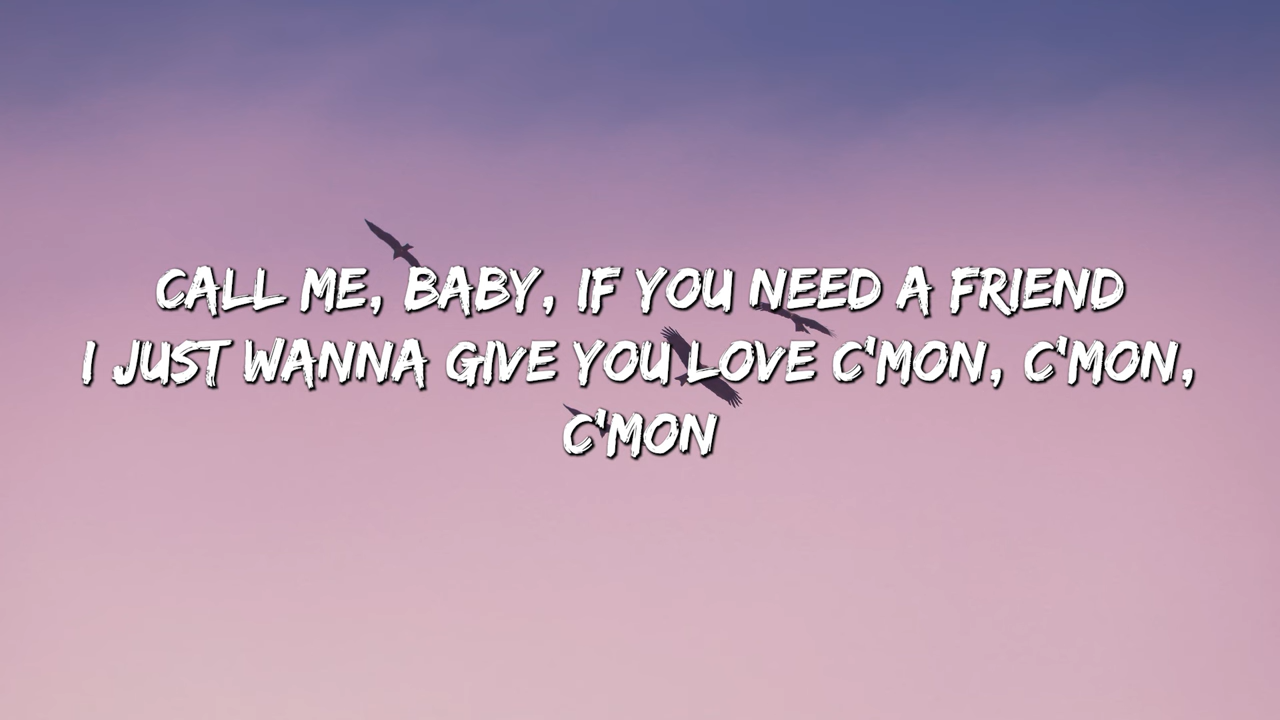 CALL ME, BABY, IF YOU NEED A FRIEND
I JUST WANNA GIVE YOU LOVE C'MON, C'MON,
C'MON